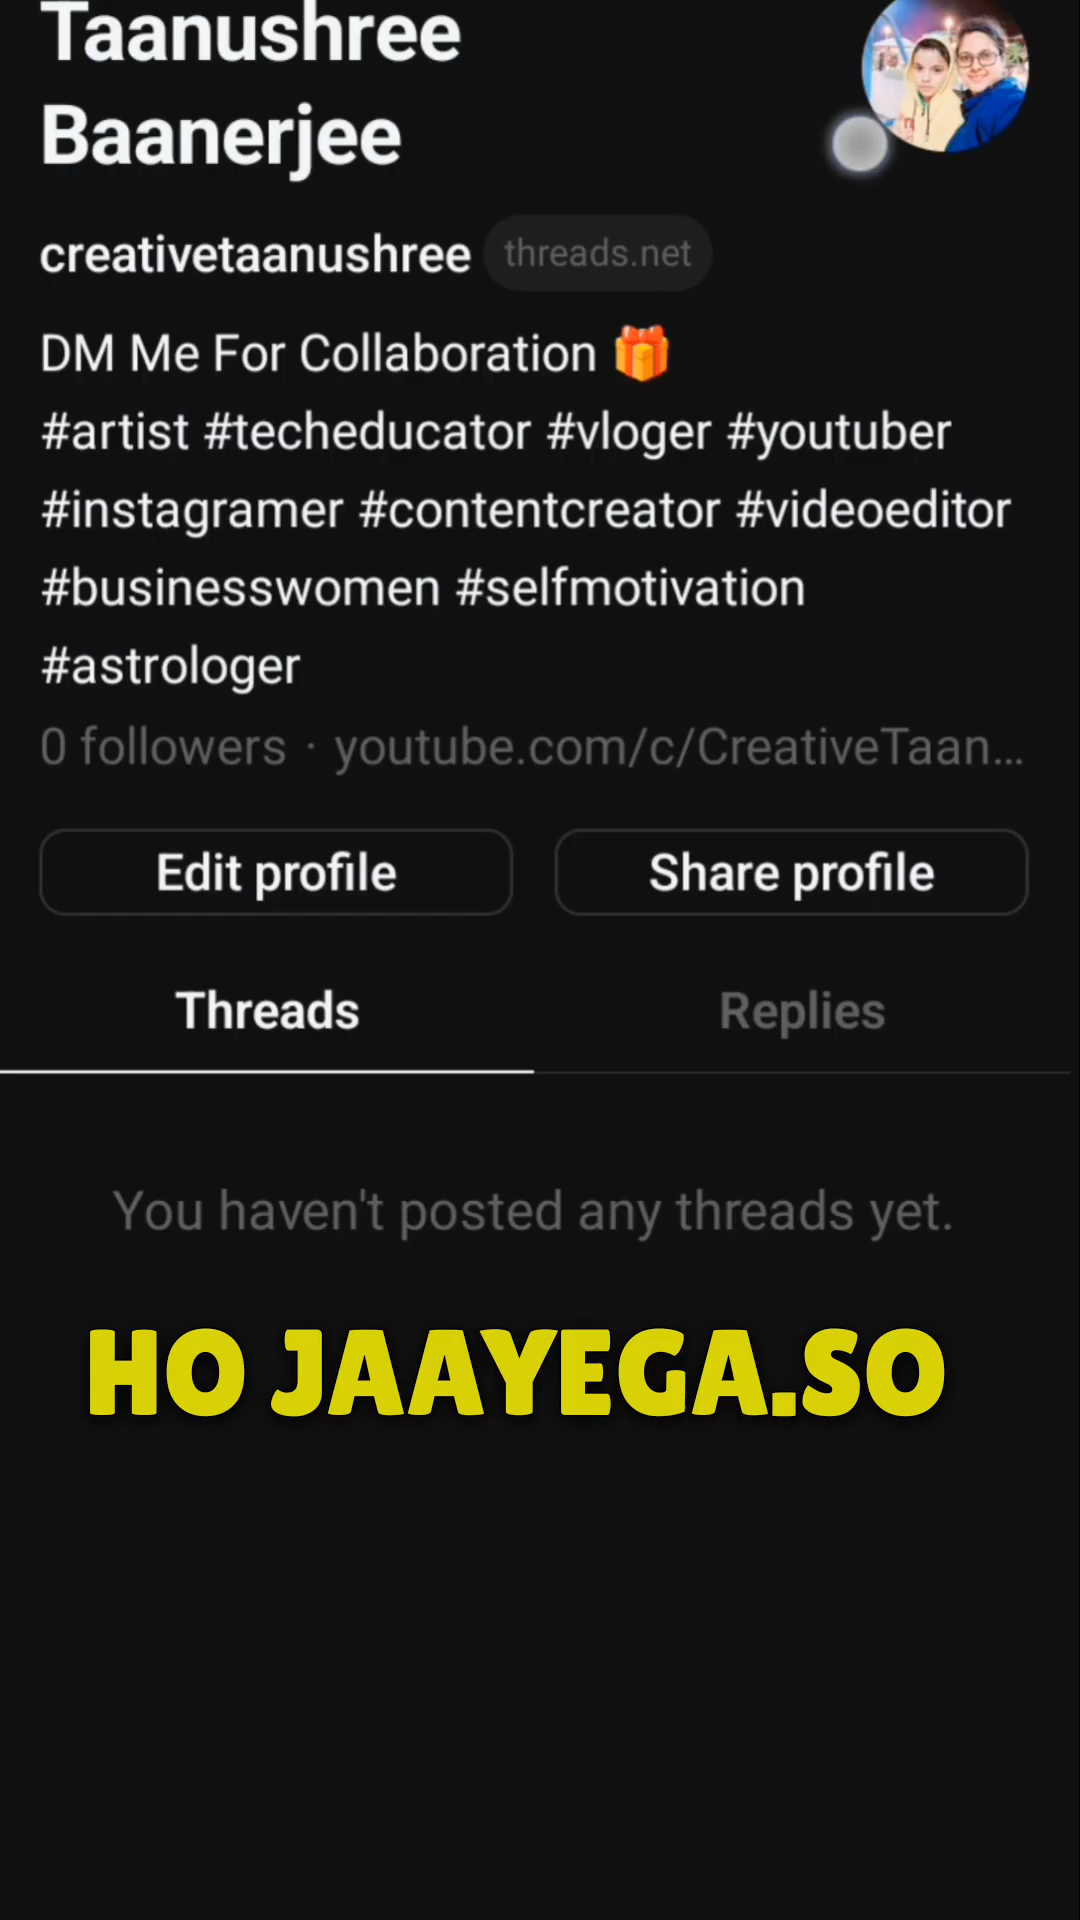 Taanushree
Baanerjee
creativetaanushree threads.net
DM Me For Collaboration 🎁
#artist #techeducator #vloger #youtuber
#instagramer #contentcreator #videoeditor
#businesswomen #selfmotivation
#astrologer
0 followers · youtube.com/c/CreativeTaan...
Edit profile Share profile
Threads Replies
You haven't posted any threads yet.
HO JAAYEGA.SO